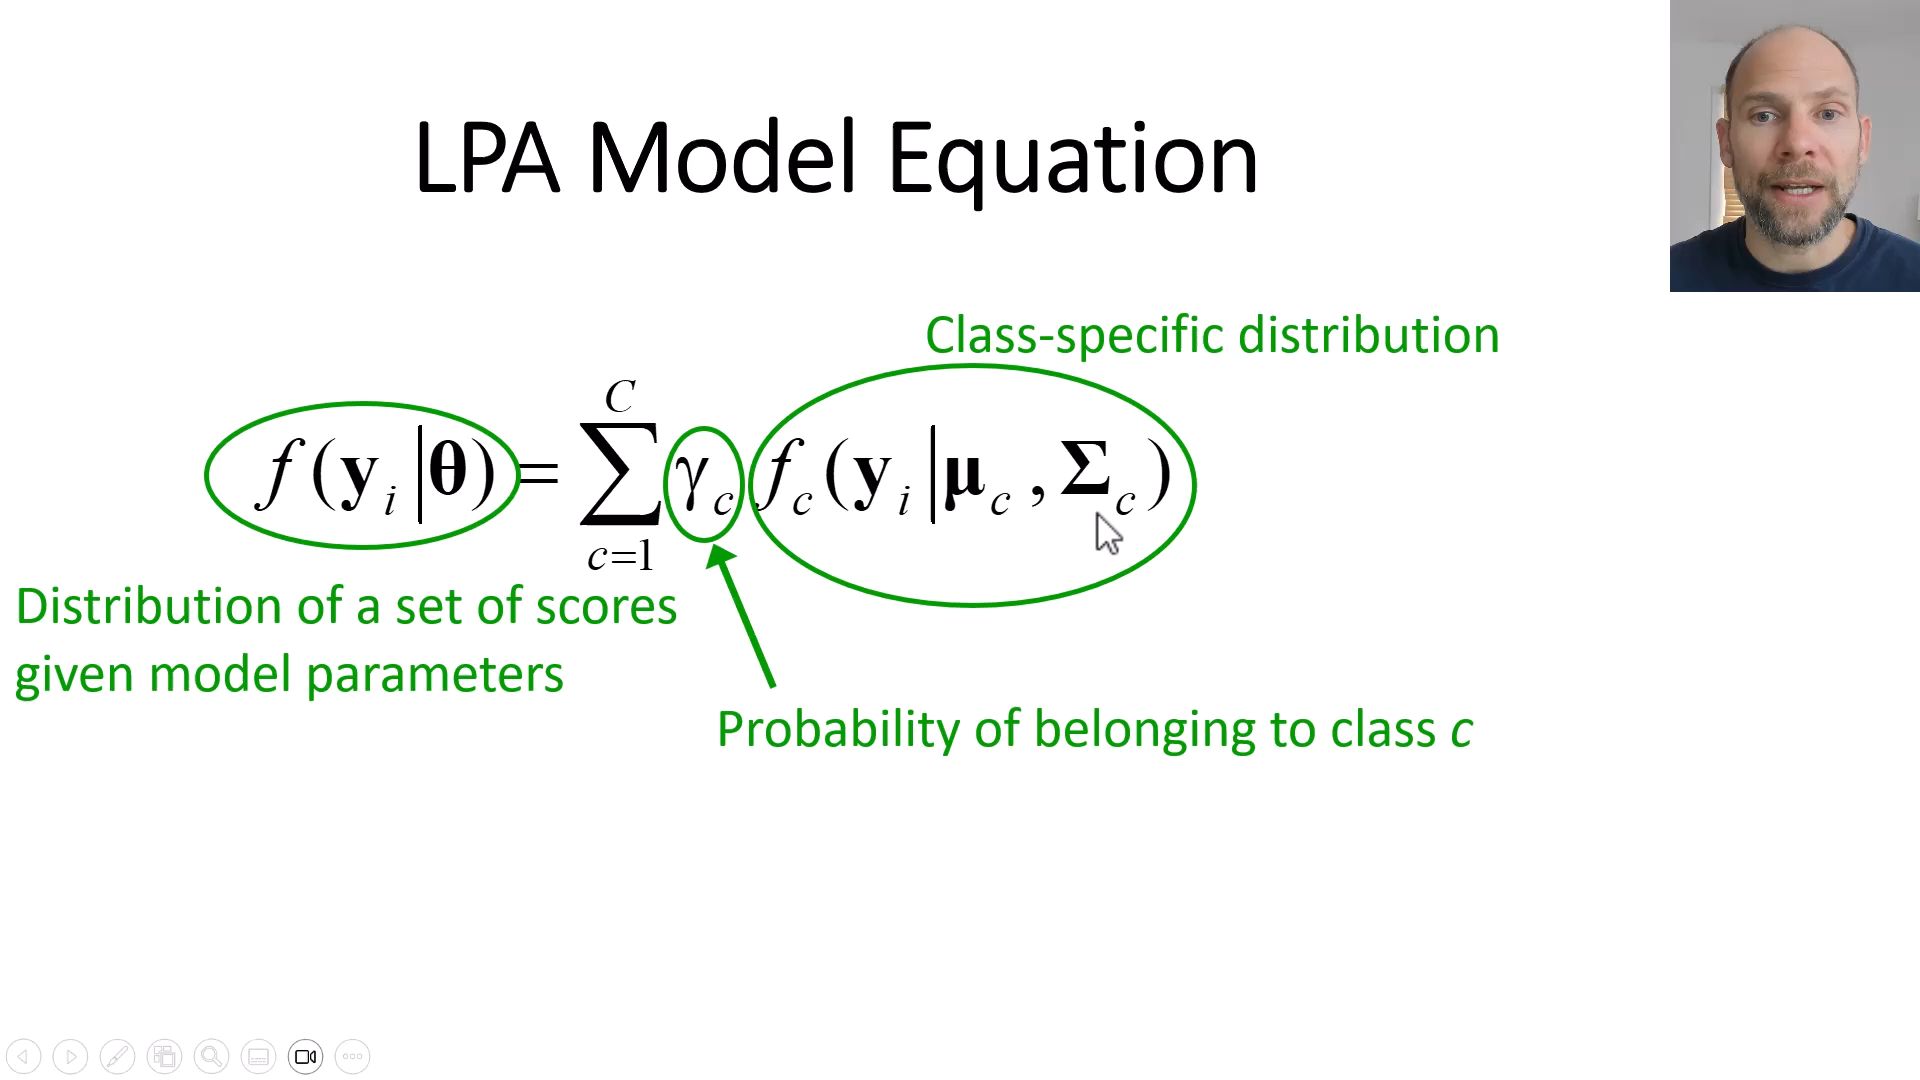 LPA Model Equation
Class-specific distribution
f(y_i|θ) = ∑_{c=1}^{C} γ_c f_c(y_i|μ_c, Σ_c)
Distribution of a set of scores
given model parameters
Probability of belonging to class c